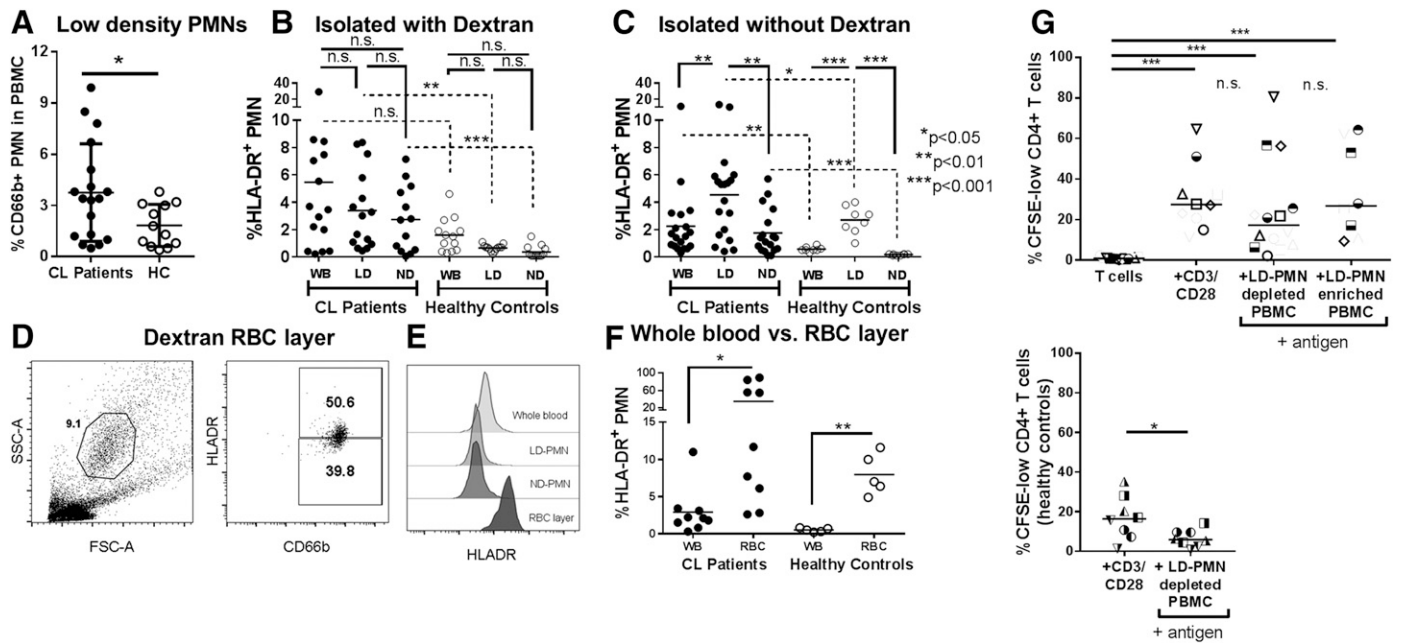 A Low density PMNs
%CD66b+ PMN in PBMC
12
9
6
3
0
*
CL Patients HC
B Isolated with Dextran
%HLA-DR+ PMN
40
20
10
8
6
4
2
0
n.s.
n.s. n.s.
n.s.
n.s. n.s.
**
n.s.
***
WB LD ND WB LD ND
CL Patients Healthy Controls
C Isolated without Dextran
%HLA-DR+ PMN
40
20
10
8
6
4
2
0
** ** *** ***
*
**
***
*p<0.05
**p<0.01
***p<0.001
WB LD ND WB LD ND
CL Patients Healthy Controls
D Dextran RBC layer
SSC-A
9.1
FSC-A
HLADR
50.6
39.8
CD66b
E
Whole blood
LD-PMN
ND-PMN
RBC layer
HLADR
F Whole blood vs. RBC layer
%HLA-DR+ PMN
100
60
20
15
10
5
0
*
**
WB RBC WB RBC
CL Patients Healthy Controls
G
% CFSE-low CD4+ T cells
100
80
60
40
20
0
***
***
***
n.s. n.s.
T cells +CD3/ +LD-PMN +LD-PMN
CD28 depleted enriched
PBMC PBMC
+ antigen
% CFSE-low CD4+ T cells
(healthy controls)
100
80
60
40
20
0
*
+CD3/ + LD-PMN
CD28 depleted
PBMC
+ antigen